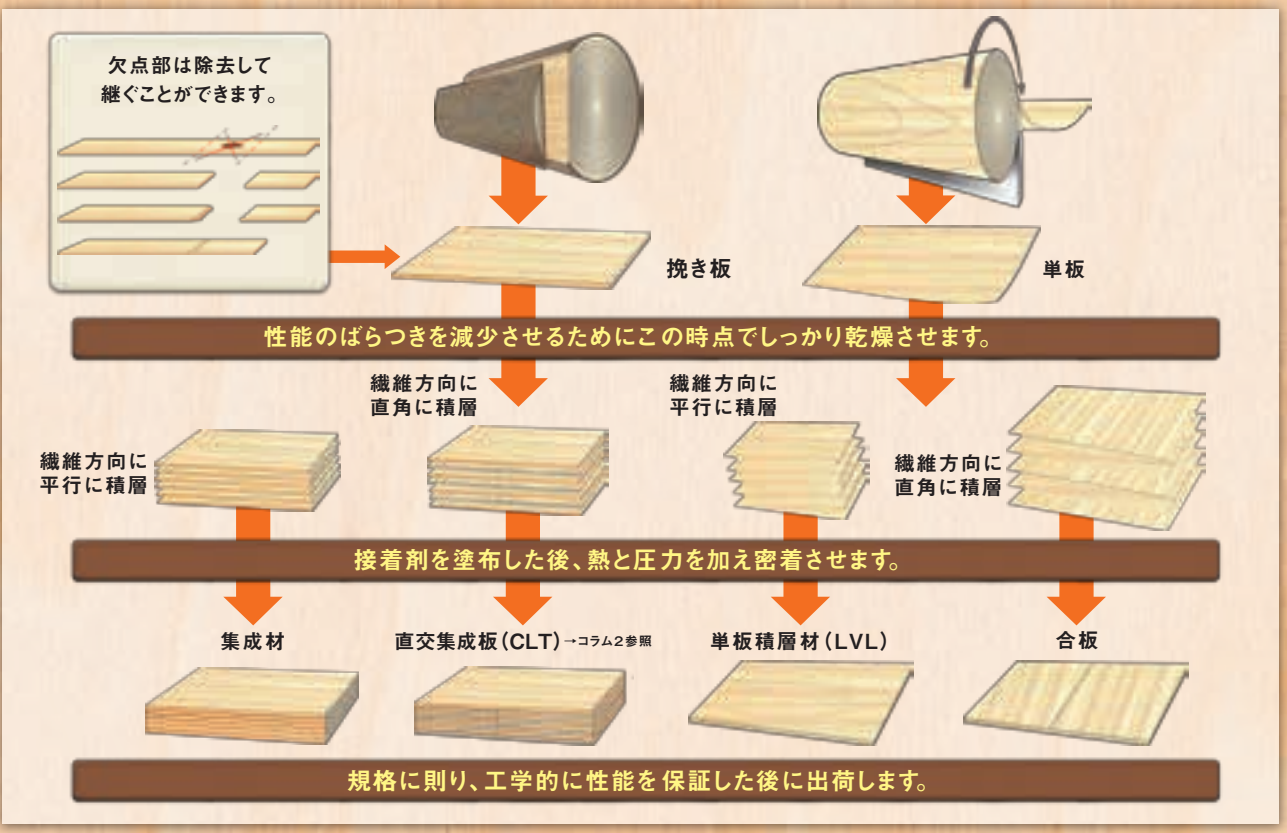 欠点部は除去して
継ぐことができます。
挽き板
単板
性能のばらつきを減少させるためにこの時点でしっかり乾燥させます。
繊維方向に
平行に積層
繊維方向に
直角に積層
繊維方向に
平行に積層
繊維方向に
直角に積層
接着剤を塗布した後、熱と圧力を加え密着させます。
集成材
直交集成板(CLT)→コラム2参照
単板積層材(LVL)
合板
規格に則り、工学的に性能を保証した後に出荷します。